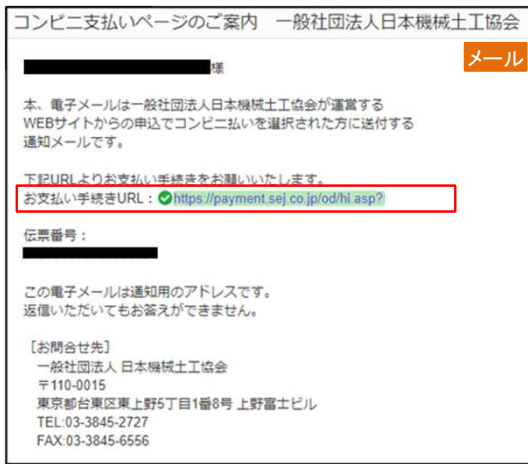 コンビニ支払いページのご案内　一般社団法人日本機械土工協会
メール
様
本、電子メールは一般社団法人日本機械土工協会が運営する
WEBサイトからの申込でコンビニ払いを選択された方に送付する
通知メールです。
下記URLよりお支払い手続きをお願いいたします。
お支払い手続きURL：https://payment.sej.co.jp/od/hi.asp?
伝票番号：
この電子メールは通知用のアドレスです。
返信いただいてもお答えができません。
［お問合せ先］
一般社団法人 日本機械土工協会
〒110-0015
東京都台東区東上野5丁目1番8号 上野富士ビル
TEL:03-3845-2727
FAX:03-3845-6556